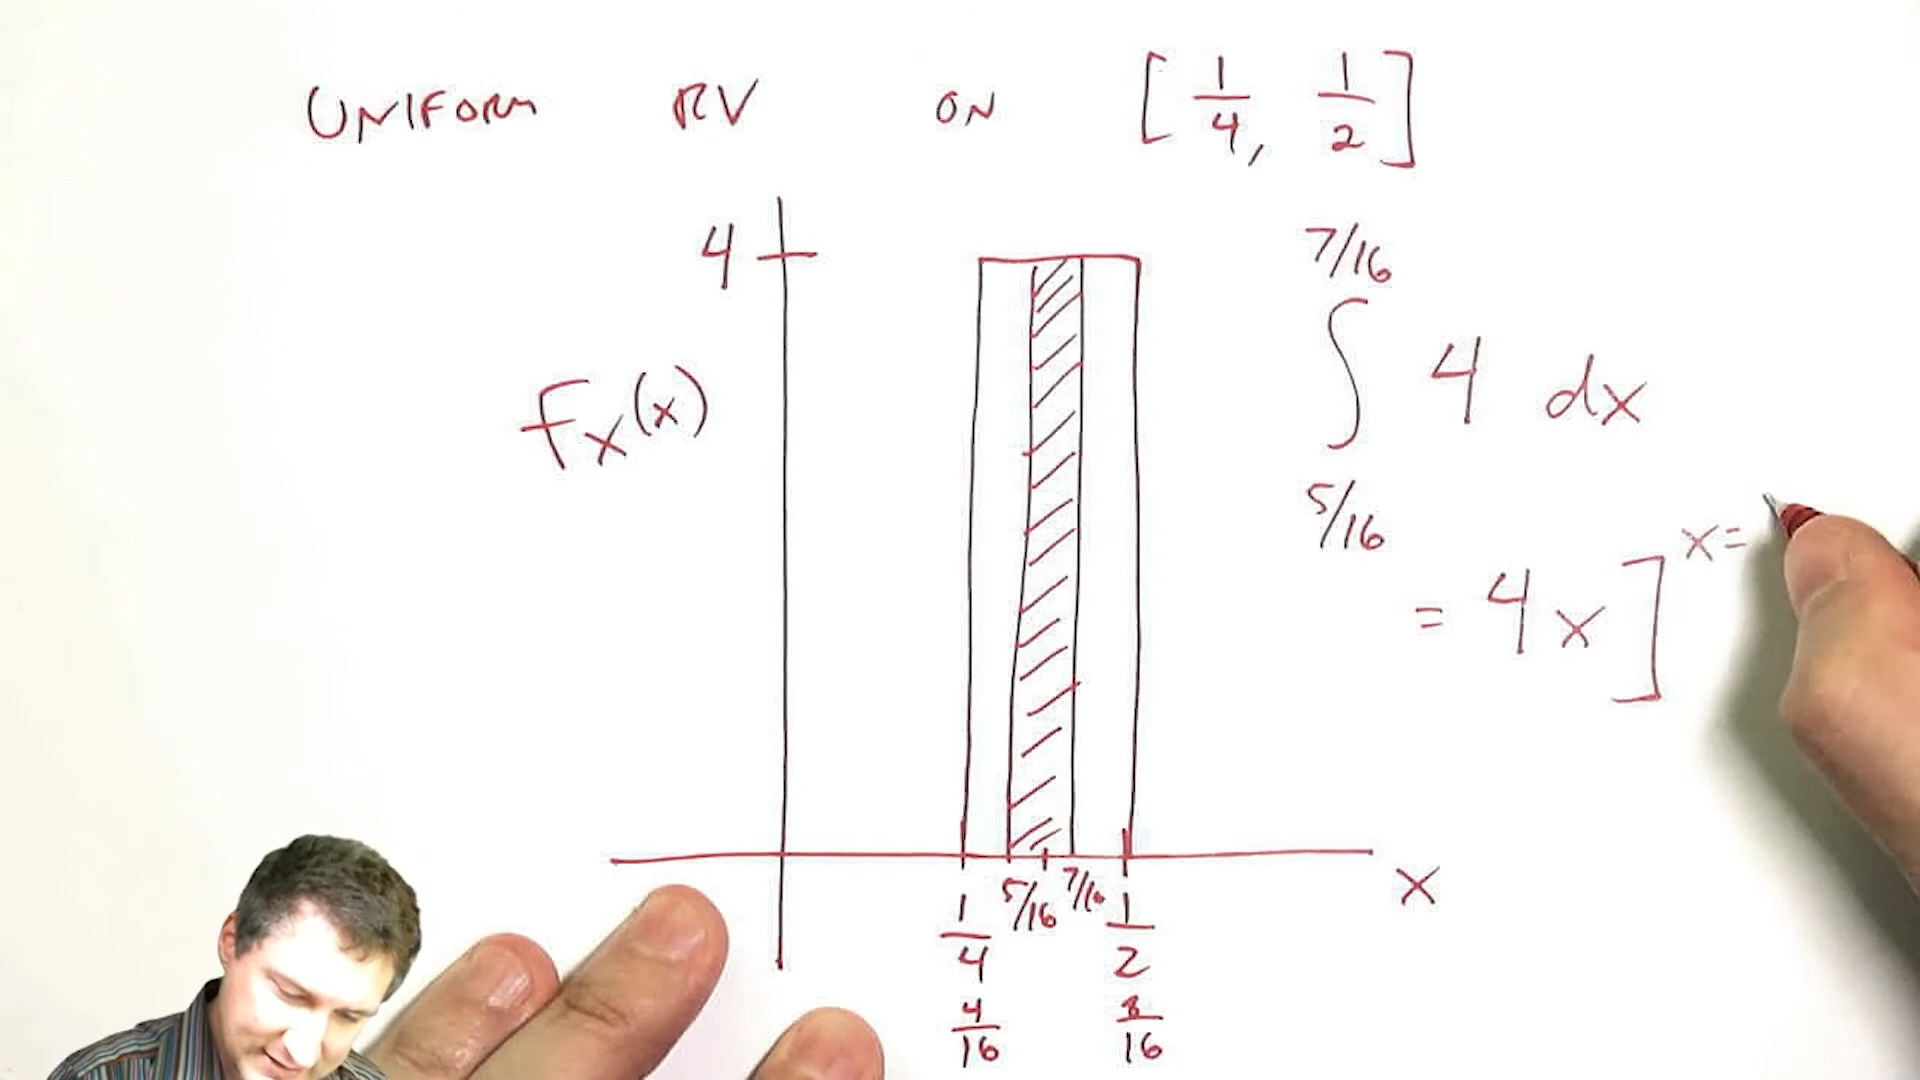 UNIFORM RV ON [1/4, 1/2]
4
f_X(x)
7/16
∫ 4 dx
5/16
= 4x] x=
x
5/16 7/16
1/4 1/2
4/16 8/16